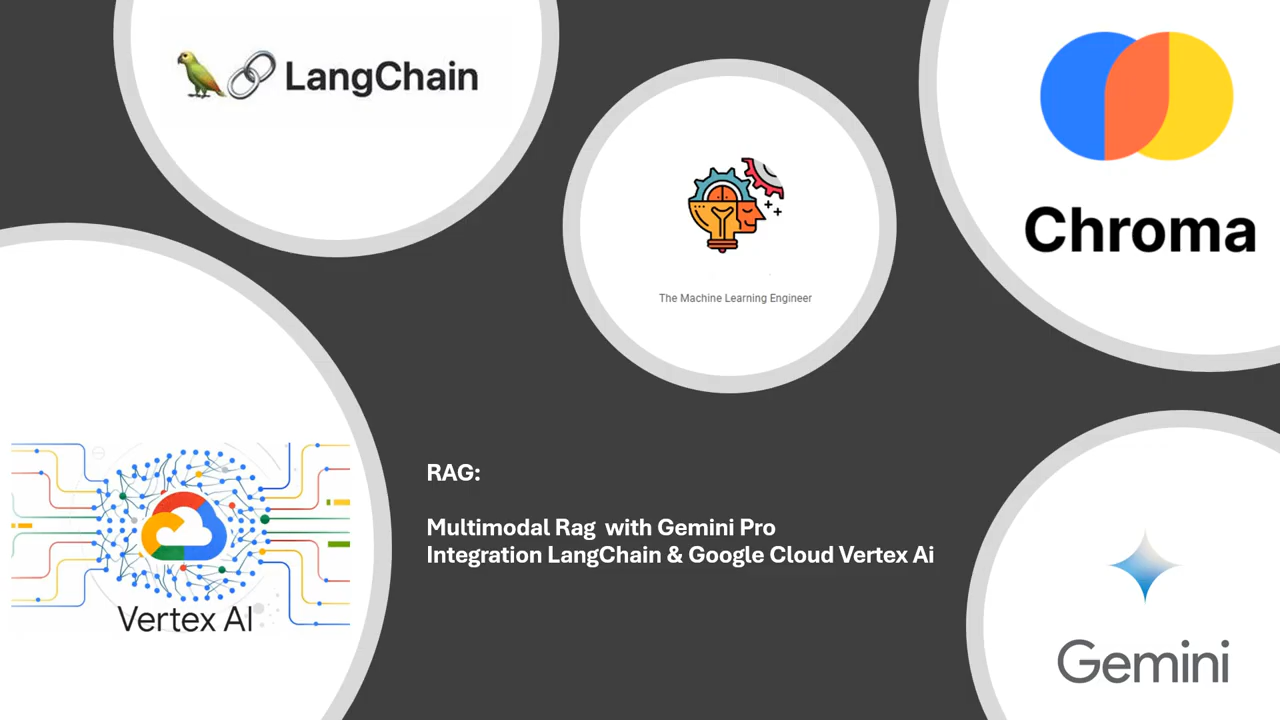 LangChain
Chroma
The Machine Learning Engineer
RAG:
Multimodal Rag with Gemini Pro
Integration LangChain & Google Cloud Vertex Ai
Vertex AI
Gemini